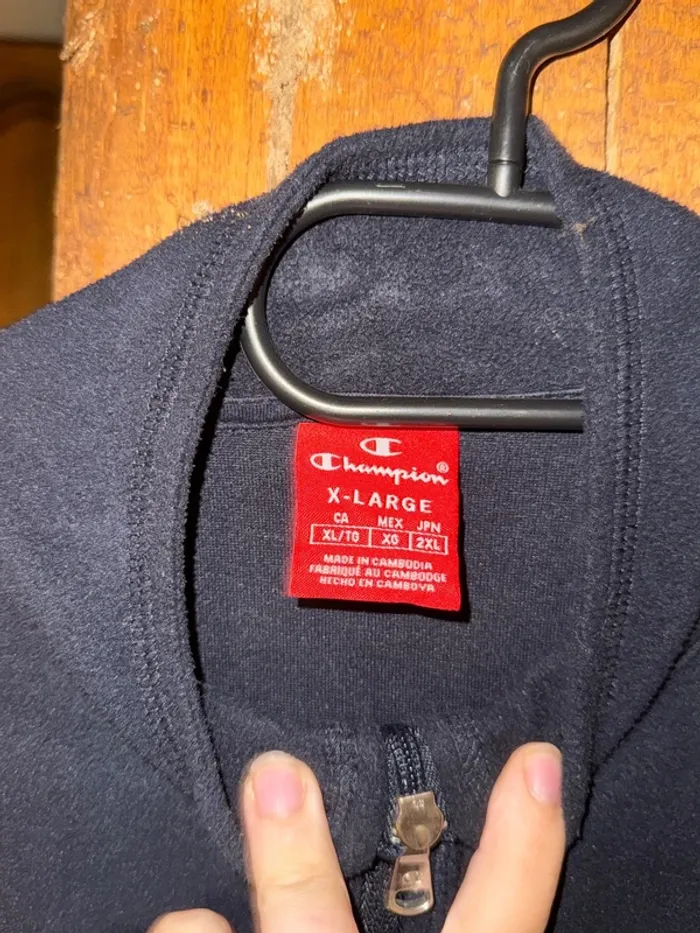 Champion®
X-LARGE
CA MEX JPN
XL/TG XG 2XL
MADE IN CAMBODIA
FABRIQUÉ AU CAMBODGE
HECHO EN CAMBOYA